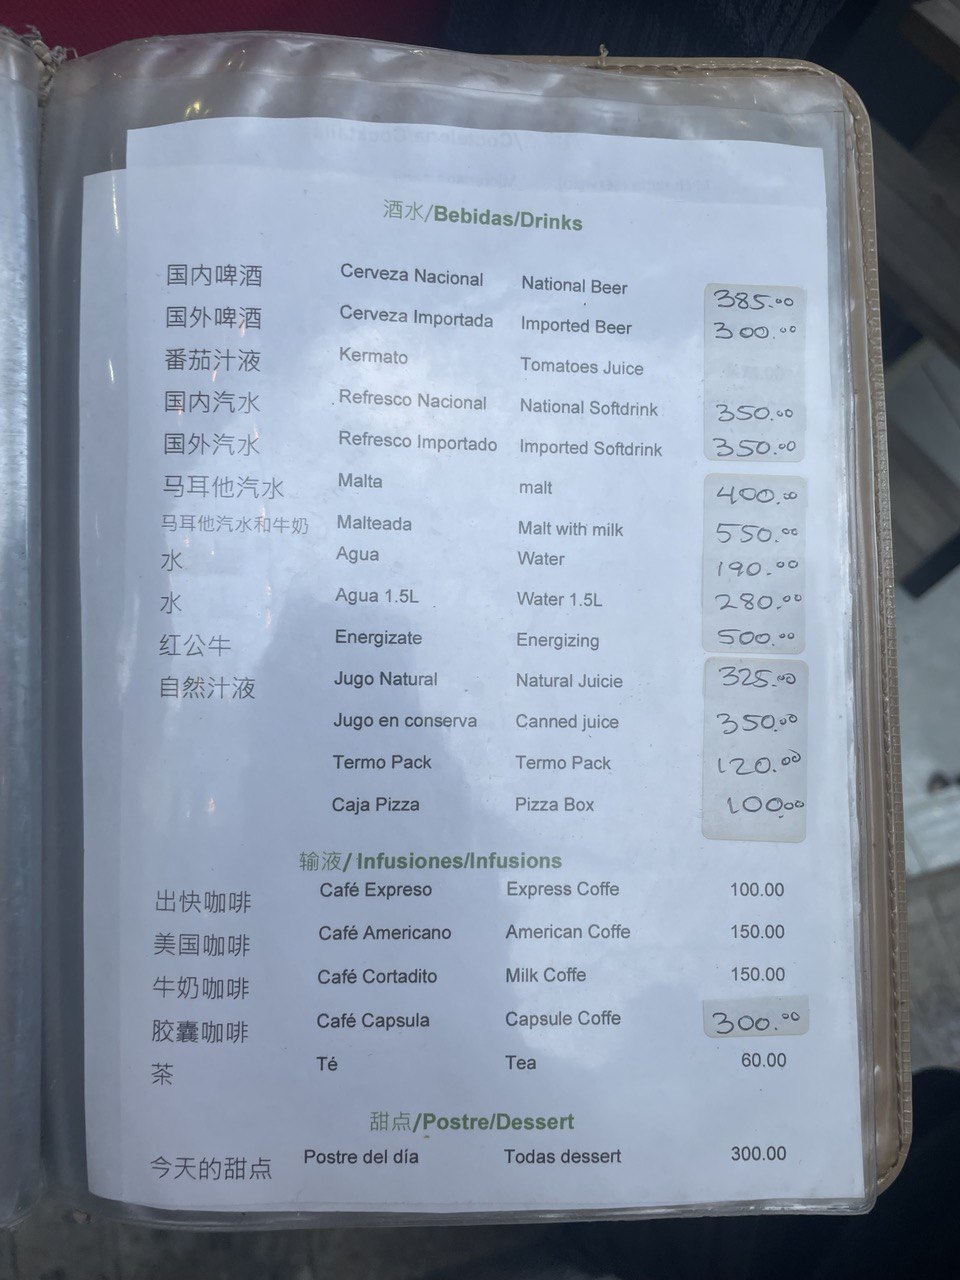 酒水/Bebidas/Drinks
国内啤酒 Cerveza Nacional National Beer 385.00
国外啤酒 Cerveza Importada Imported Beer 300.00
番茄汁液 Kermato Tomatoes Juice
国内汽水 Refresco Nacional National Softdrink 350.00
国外汽水 Refresco Importado Imported Softdrink 350.00
马耳他汽水 Malta malt 400.00
马耳他汽水和牛奶 Malteada Malt with milk 550.00
水 Agua Water 190.00
水 Agua 1.5L Water 1.5L 280.00
红公牛 Energizate Energizing 500.00
自然汁液 Jugo Natural Natural Juicie 325.00
Jugo en conserva Canned juice 350.00
Termo Pack Termo Pack 120.00
Caja Pizza Pizza Box 100.00
输液/ Infusiones/Infusions
出快咖啡 Café Expreso Express Coffe 100.00
美国咖啡 Café Americano American Coffe 150.00
牛奶咖啡 Café Cortadito Milk Coffe 150.00
胶囊咖啡 Café Capsula Capsule Coffe 300.00
茶 Té Tea 60.00
甜点/Postre/Dessert
今天的甜点 Postre del día Todas dessert 300.00